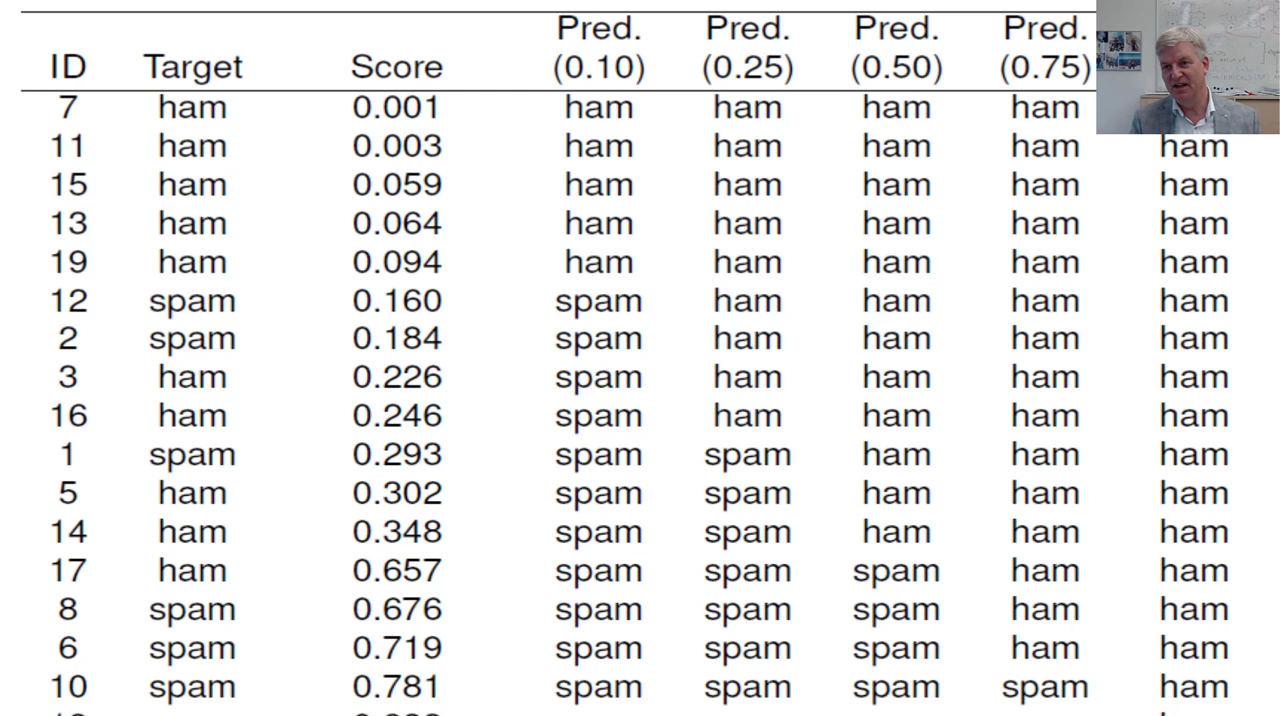 Pred. Pred. Pred. Pred.
ID Target Score (0.10) (0.25) (0.50) (0.75)
7 ham 0.001 ham ham ham ham
11 ham 0.003 ham ham ham ham ham
15 ham 0.059 ham ham ham ham ham
13 ham 0.064 ham ham ham ham ham
19 ham 0.094 ham ham ham ham ham
12 spam 0.160 spam ham ham ham ham
2 spam 0.184 spam ham ham ham ham
3 ham 0.226 spam ham ham ham ham
16 ham 0.246 spam ham ham ham ham
1 spam 0.293 spam spam ham ham ham
5 ham 0.302 spam spam ham ham ham
14 ham 0.348 spam spam ham ham ham
17 ham 0.657 spam spam spam ham ham
8 spam 0.676 spam spam spam ham ham
6 spam 0.719 spam spam spam ham ham
10 spam 0.781 spam spam spam spam ham